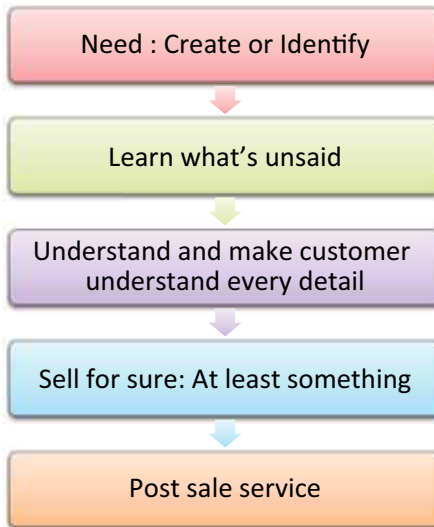 Need : Create or Identify
Learn what’s unsaid
Understand and make customer
understand every detail
Sell for sure: At least something
Post sale service